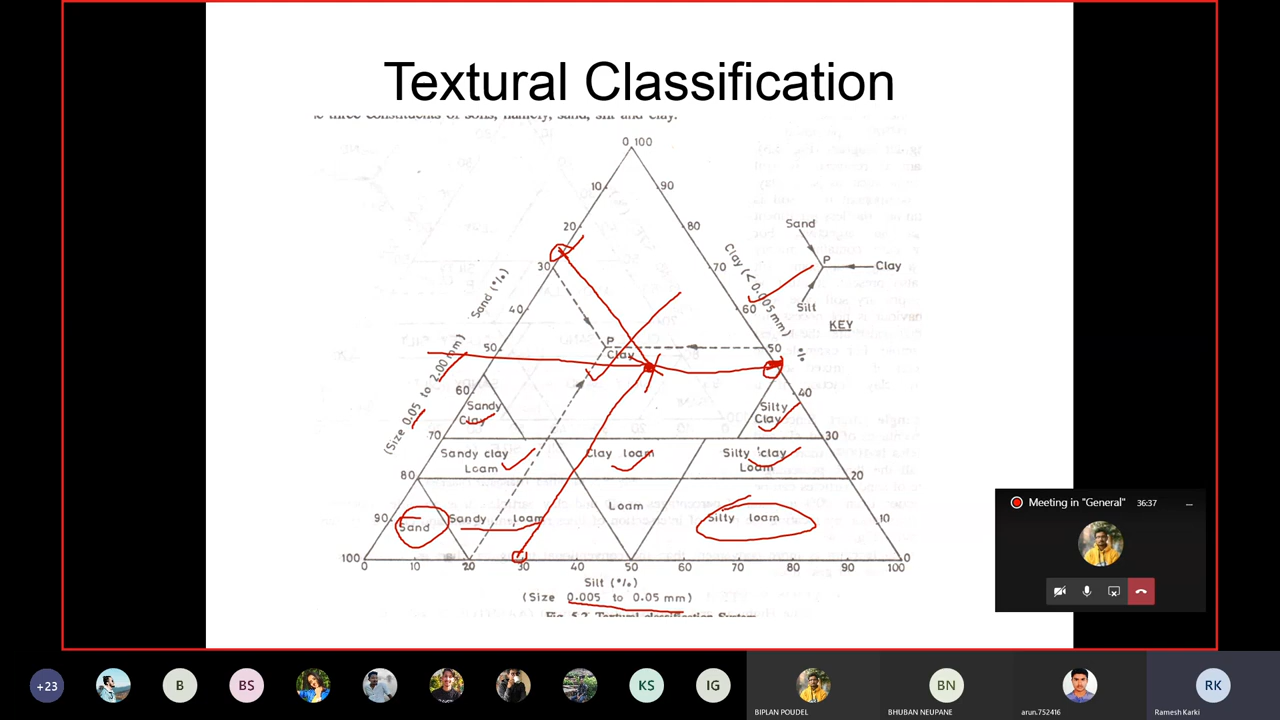 Textural Classification
to three constituents of soils, namely, sand, silt and clay.
0 100
10 90
20 80
30 70
40 60
50 50
60 40
70 30
80 20
90 10
100 0
Sand (%)
(Size 0.05 to 2.00 mm)
Clay (< 0.005 mm) %
Sand
P
Clay
Silt
KEY
P
Clay
Sandy Clay
Silty Clay
Sandy clay Loam
Clay loam
Silty clay Loam
Sand
Sandy loam
Loam
Silty loam
0 10 20 30 40 50 60 70 80 90 100
Silt (%)
(Size 0.005 to 0.05 mm)
Fig. 5.2 Textural classification System
Meeting in "General" 36:37
+23
B
BS
KS
IG
BIPLAN POUDEL
BN
BHUBAN NEUPANE
arun.752416
RK
Ramesh Karki